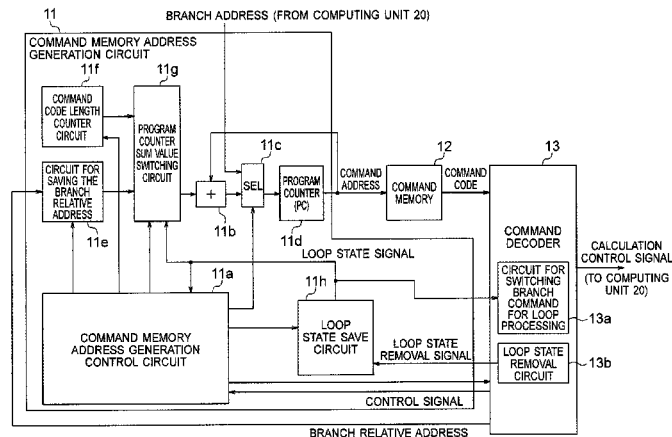 BRANCH ADDRESS (FROM COMPUTING UNIT 20)
11
COMMAND MEMORY ADDRESS
GENERATION CIRCUIT
11f
11g
COMMAND
CODE LENGTH
COUNTER
CIRCUIT
PROGRAM
COUNTER
SUM VALUE
SWITCHING
CIRCUIT
CIRCUIT FOR
SAVING THE
BRANCH
RELATIVE
ADDRESS
11e
+
11b
11c
SEL
PROGRAM
COUNTER
(PC)
11d
COMMAND
ADDRESS
12
COMMAND
MEMORY
COMMAND
CODE
13
COMMAND
DECODER
CALCULATION
CONTROL SIGNAL
(TO COMPUTING
UNIT 20)
LOOP STATE SIGNAL
11a
11h
COMMAND MEMORY
ADDRESS GENERATION
CONTROL CIRCUIT
LOOP
STATE SAVE
CIRCUIT
CIRCUIT FOR
SWITCHING
BRANCH
COMMAND
FOR LOOP
PROCESSING
13a
LOOP STATE
REMOVAL SIGNAL
LOOP STATE
REMOVAL
CIRCUIT
13b
CONTROL SIGNAL
BRANCH RELATIVE ADDRESS